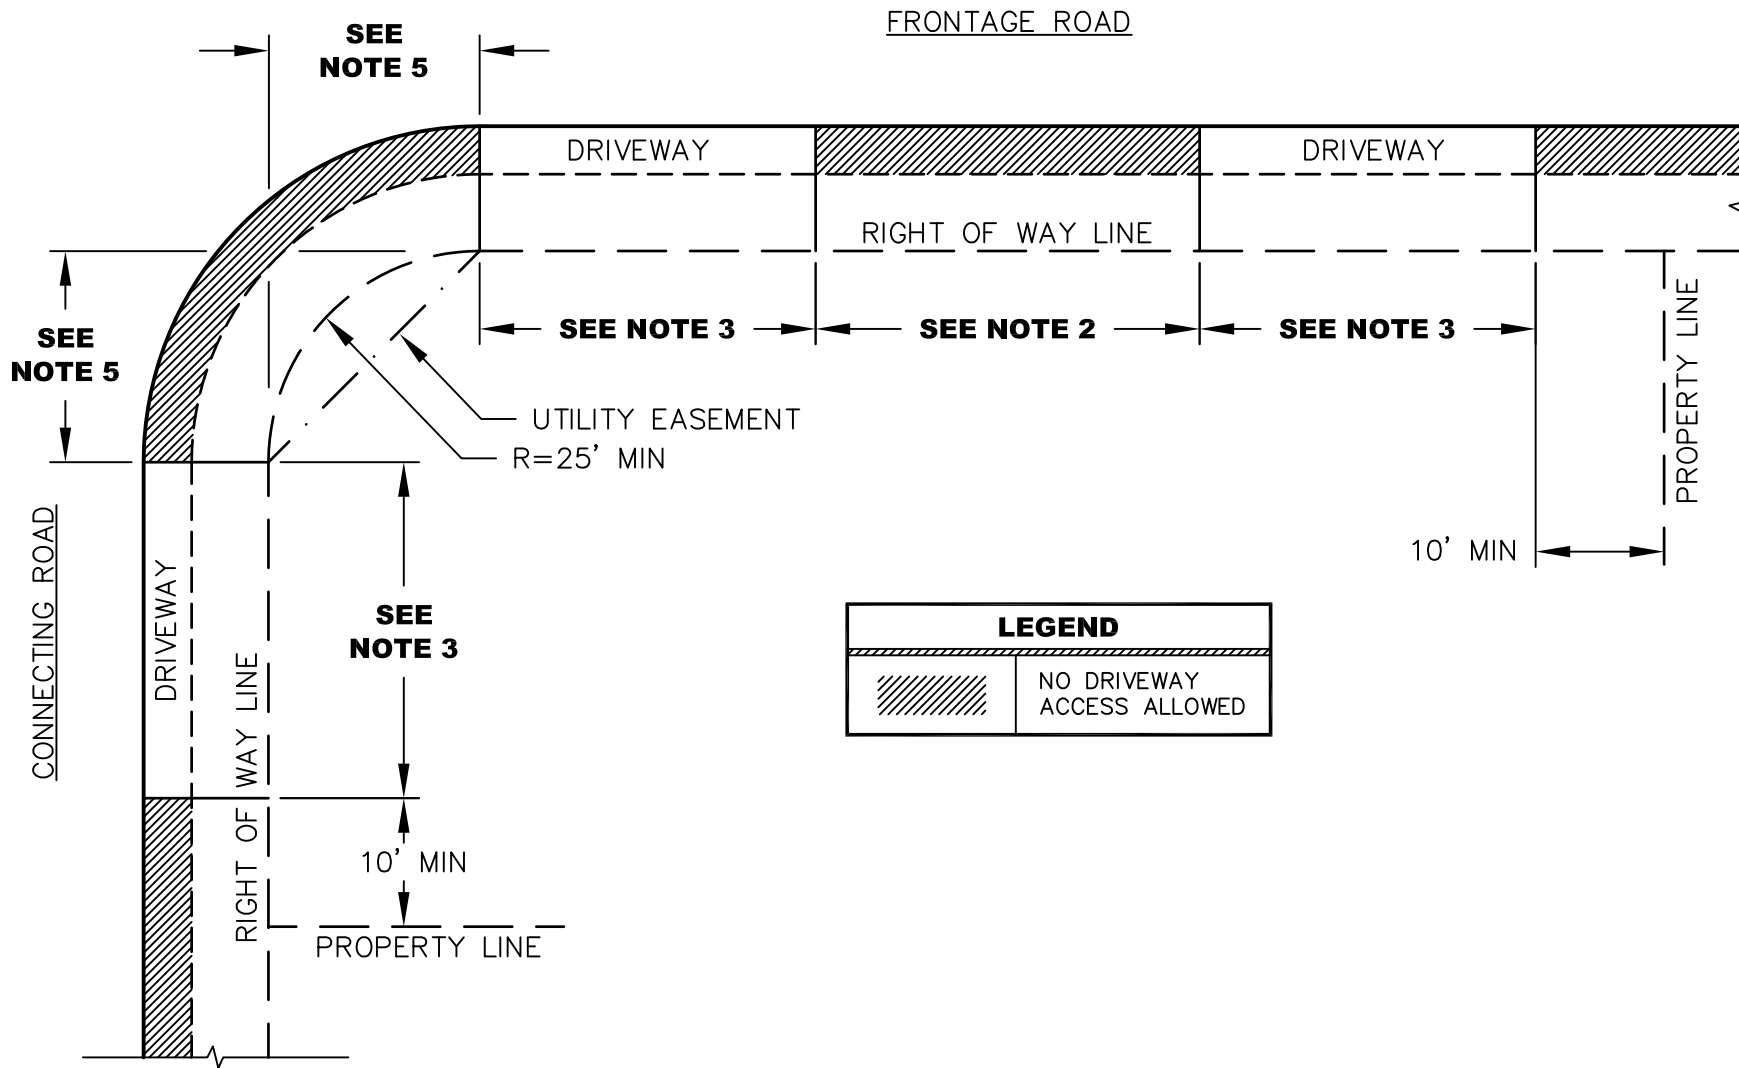 FRONTAGE ROAD
SEE
NOTE 5
DRIVEWAY
DRIVEWAY
RIGHT OF WAY LINE
SEE NOTE 3
SEE NOTE 2
SEE NOTE 3
PROPERTY LINE
SEE
NOTE 5
UTILITY EASEMENT
R=25' MIN
10' MIN
CONNECTING ROAD
DRIVEWAY
SEE
NOTE 3
RIGHT OF WAY LINE
10' MIN
PROPERTY LINE
LEGEND
NO DRIVEWAY
ACCESS ALLOWED